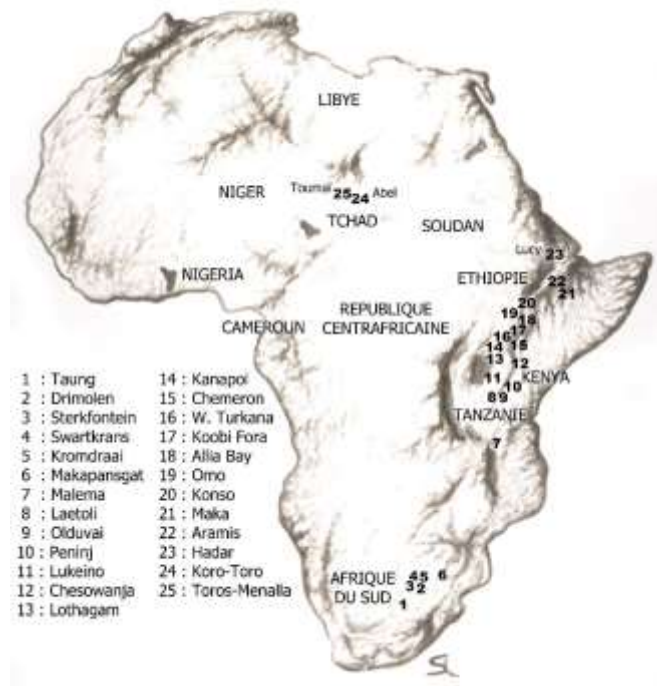 LIBYE
NIGER
Toumaï 25 24 Abel
TCHAD
SOUDAN
Lucy 23
NIGERIA
ETHIOPIE 22
21
20
19 18
REPUBLIQUE
CENTRAFRICAINE
CAMEROUN
17
16
14 15
13
12
11 KENYA
10
8 9
TANZANIE
7
1 : Taung
2 : Drimolen
3 : Sterkfontein
4 : Swartkrans
5 : Kromdraai
6 : Makapansgat
7 : Malema
8 : Laetoli
9 : Olduvai
10 : Peninj
11 : Lukeino
12 : Chesowanja
13 : Lothagam
14 : Kanapoi
15 : Chemeron
16 : W. Turkana
17 : Koobi Fora
18 : Allia Bay
19 : Omo
20 : Konso
21 : Maka
22 : Aramis
23 : Hadar
24 : Koro-Toro
25 : Toros-Menalla
AFRIQUE
DU SUD
4 5 6
3 2
1